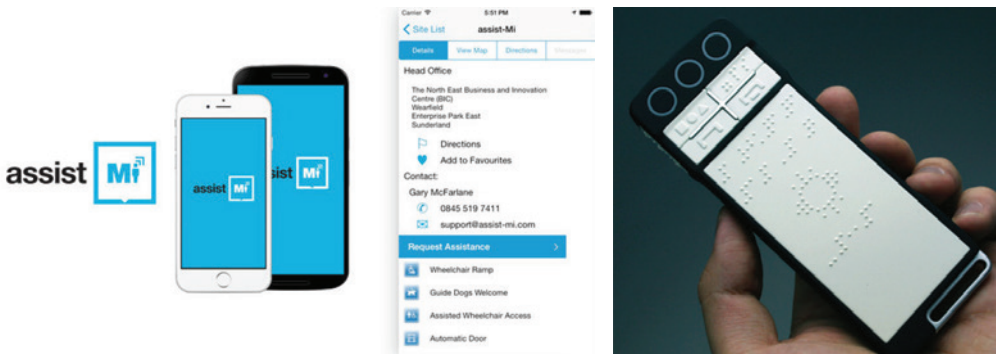 assist Mi
assist Mi
sist Mi
Carrier 5:51 PM
Site List assist-Mi
Details View Map Directions Messages
Head Office
The North East Business and Innovation
Centre (BIC)
Wearfield
Enterprise Park East
Sunderland
Directions
Add to Favourites
Contact:
Gary McFarlane
0845 519 7411
support@assist-mi.com
Request Assistance
Wheelchair Ramp
Guide Dogs Welcome
Assisted Wheelchair Access
Automatic Door